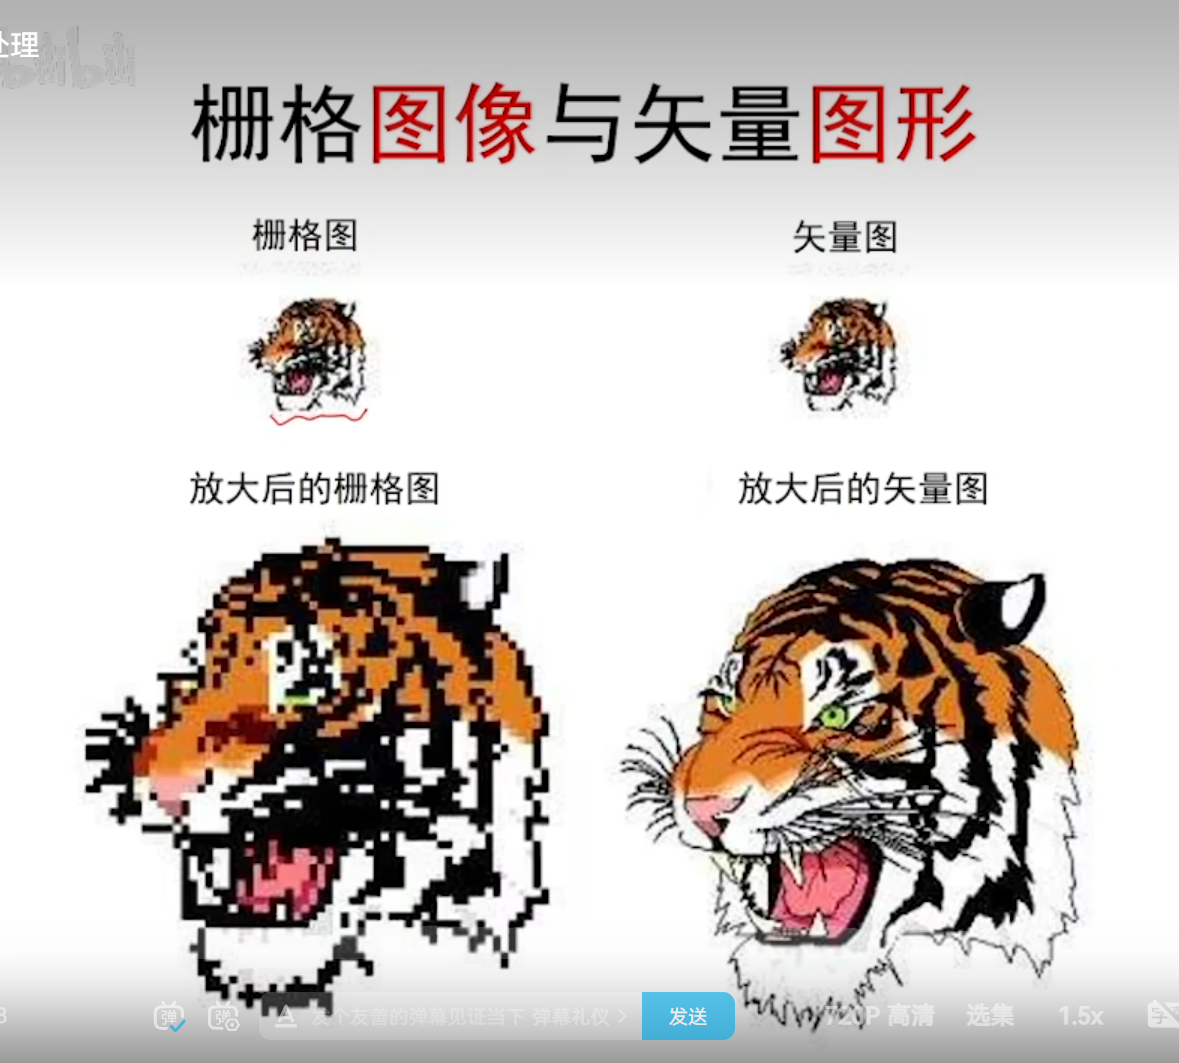 处理
bilibili
栅格图像与矢量图形
栅格图
矢量图
放大后的栅格图
放大后的矢量图
弹
弹
A 发个友善的弹幕见证当下 弹幕礼仪 >
发送
720P 高清
选集
1.5x
字